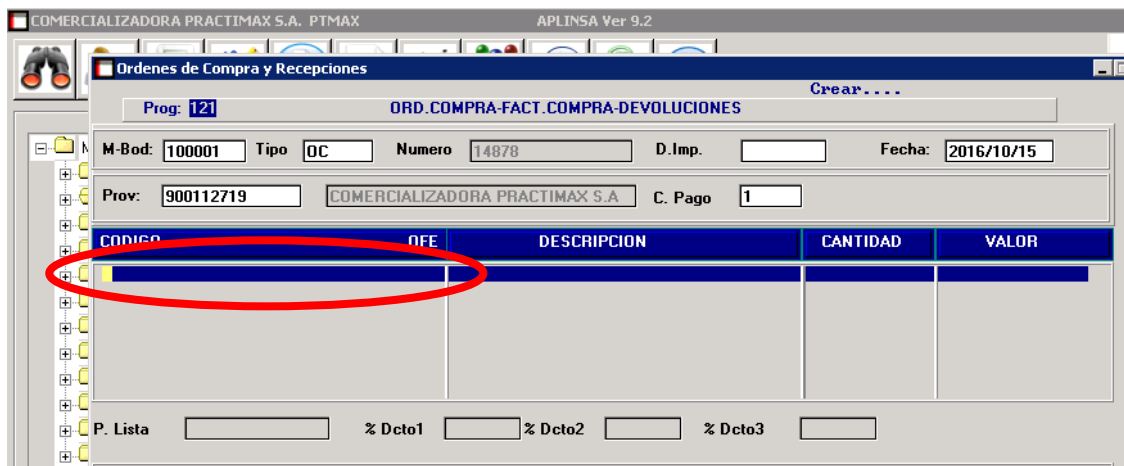 COMERCIALIZADORA PRACTIMAX S.A. PTMAX APLINSA Ver 9.2
Ordenes de Compra y Recepciones
Crear....
Prog: 121 ORD.COMPRA-FACT.COMPRA-DEVOLUCIONES
M-Bod: 100001 Tipo OC Numero 14878 D.Imp. Fecha: 2016/10/15
Prov: 900112719 COMERCIALIZADORA PRACTIMAX S.A C. Pago 1
CODIGO OFE DESCRIPCION CANTIDAD VALOR
P. Lista % Dcto1 % Dcto2 % Dcto3